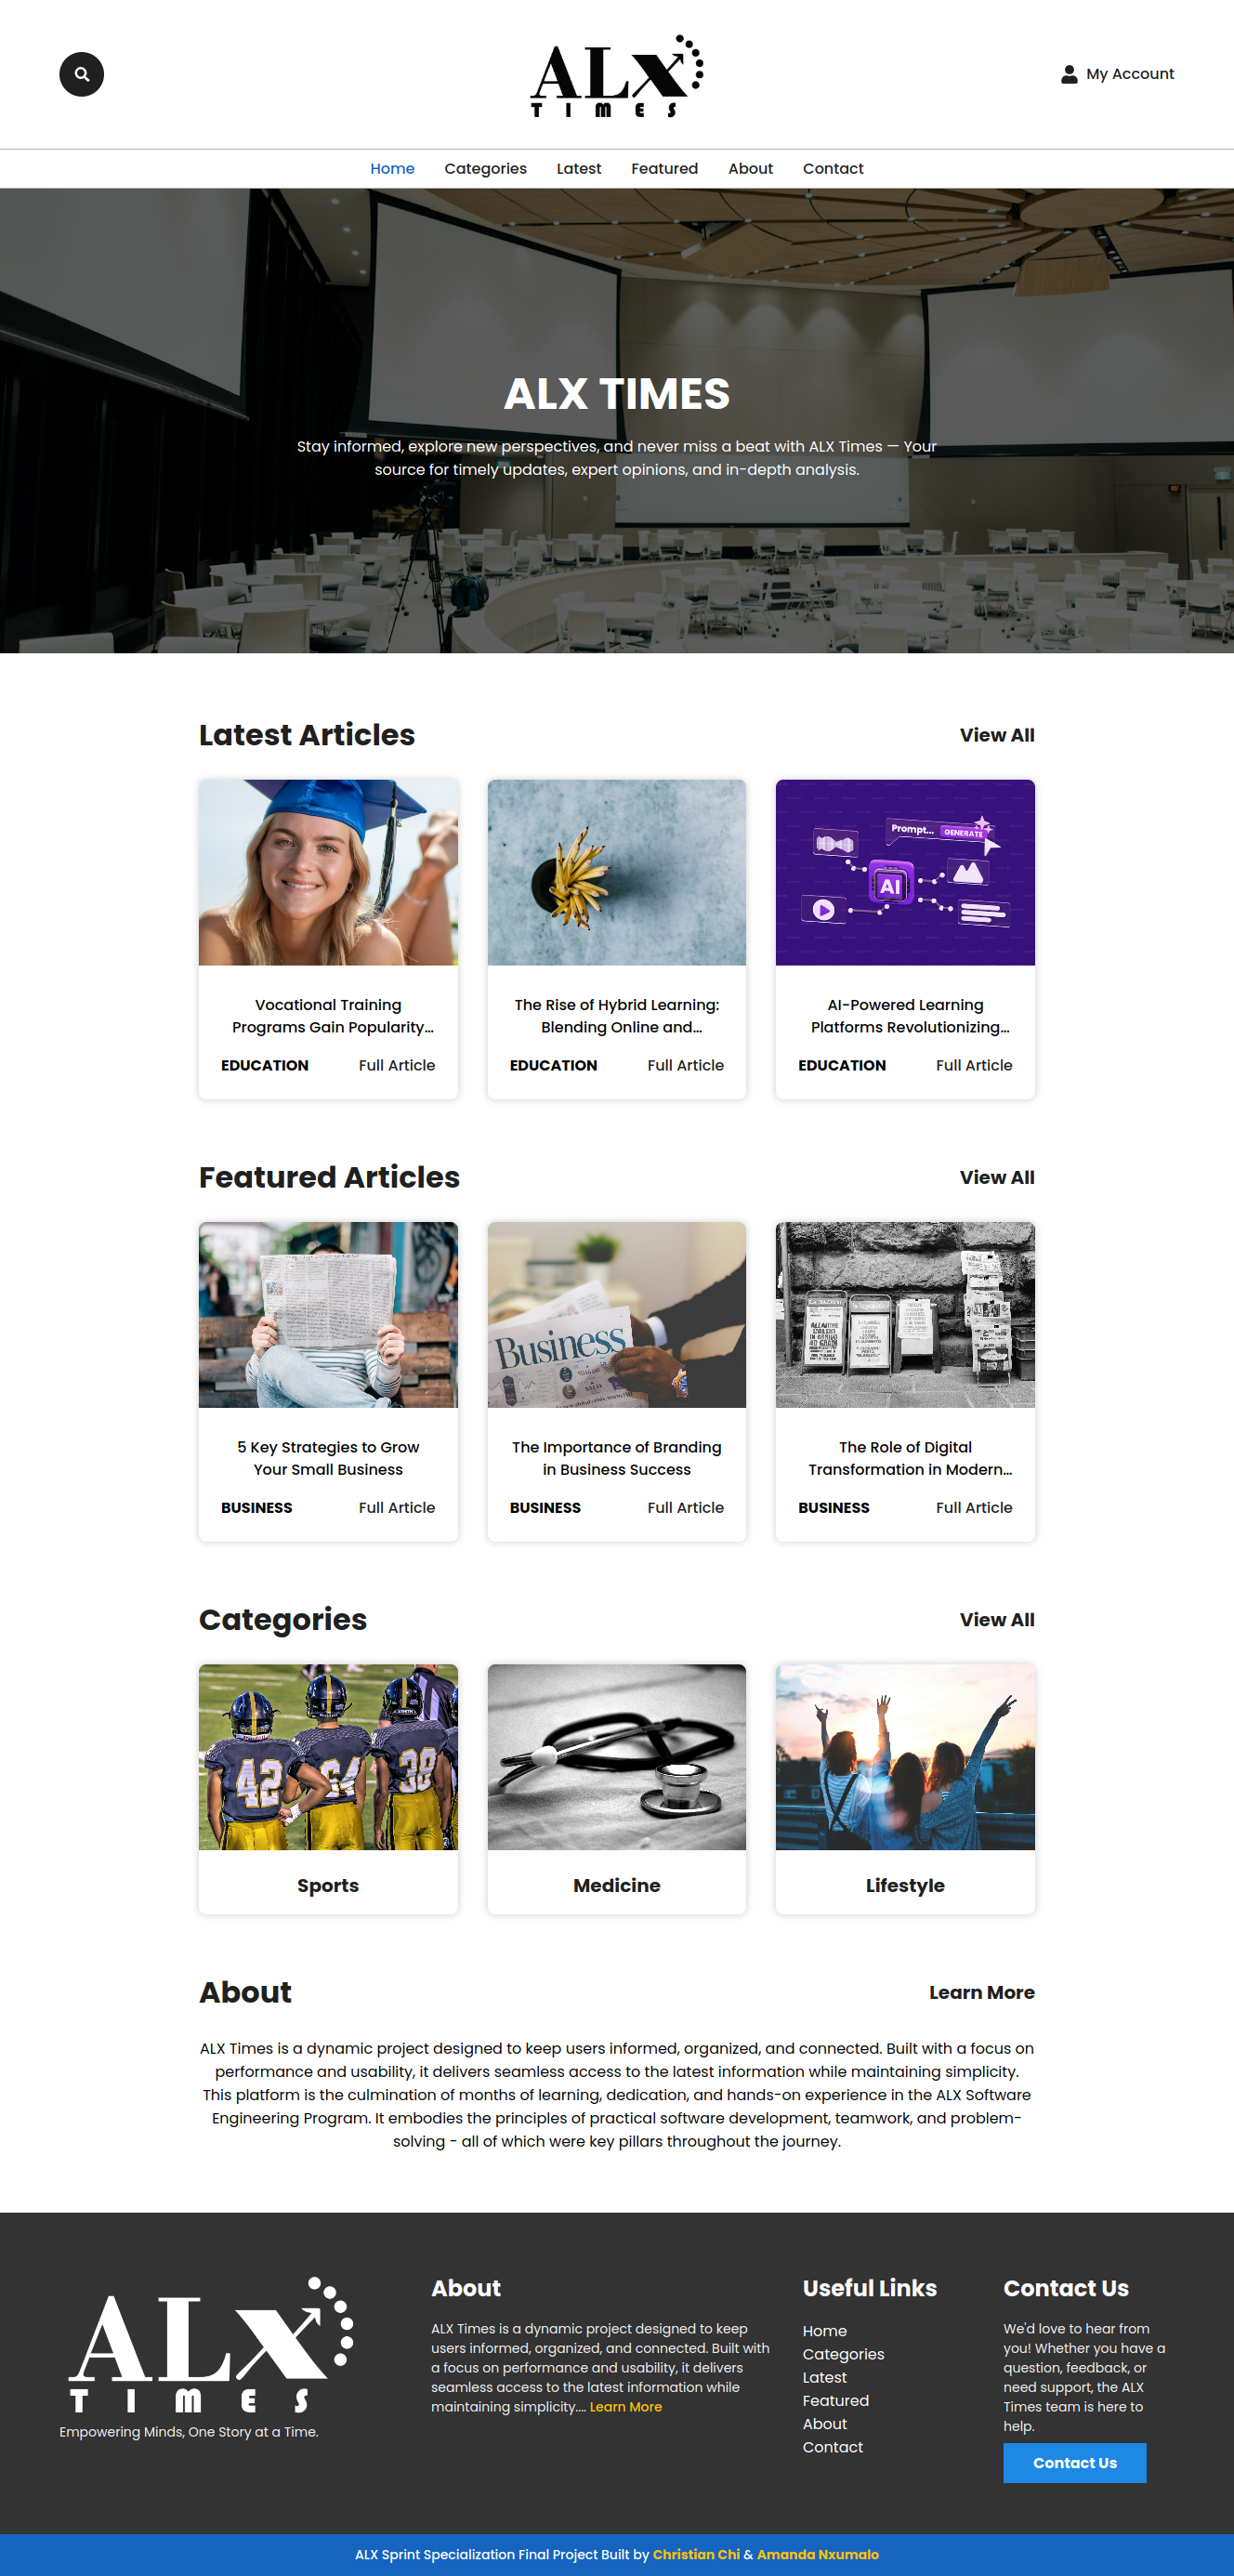 ALX
TIMES
My Account
Home Categories Latest Featured About Contact
ALX TIMES
Stay informed, explore new perspectives, and never miss a beat with ALX Times — Your
source for timely updates, expert opinions, and in-depth analysis.
Latest Articles View All
Prompt... GENERATE
AI
Vocational Training
Programs Gain Popularity...
EDUCATION Full Article
The Rise of Hybrid Learning:
Blending Online and...
EDUCATION Full Article
AI-Powered Learning
Platforms Revolutionizing...
EDUCATION Full Article
Featured Articles View All
Business
5 Key Strategies to Grow
Your Small Business
BUSINESS Full Article
The Importance of Branding
in Business Success
BUSINESS Full Article
The Role of Digital
Transformation in Modern...
BUSINESS Full Article
Categories View All
42 64 38
Sports
Medicine
Lifestyle
About Learn More
ALX Times is a dynamic project designed to keep users informed, organized, and connected. Built with a focus on
performance and usability, it delivers seamless access to the latest information while maintaining simplicity.
This platform is the culmination of months of learning, dedication, and hands-on experience in the ALX Software
Engineering Program. It embodies the principles of practical software development, teamwork, and problem-
solving - all of which were key pillars throughout the journey.
ALX
TIMES
Empowering Minds, One Story at a Time.
About
ALX Times is a dynamic project designed to keep
users informed, organized, and connected. Built with
a focus on performance and usability, it delivers
seamless access to the latest information while
maintaining simplicity.... Learn More
Useful Links
Home
Categories
Latest
Featured
About
Contact
Contact Us
We'd love to hear from
you! Whether you have a
question, feedback, or
need support, the ALX
Times team is here to
help.
Contact Us
ALX Sprint Specialization Final Project Built by Christian Chi & Amanda Nxumalo